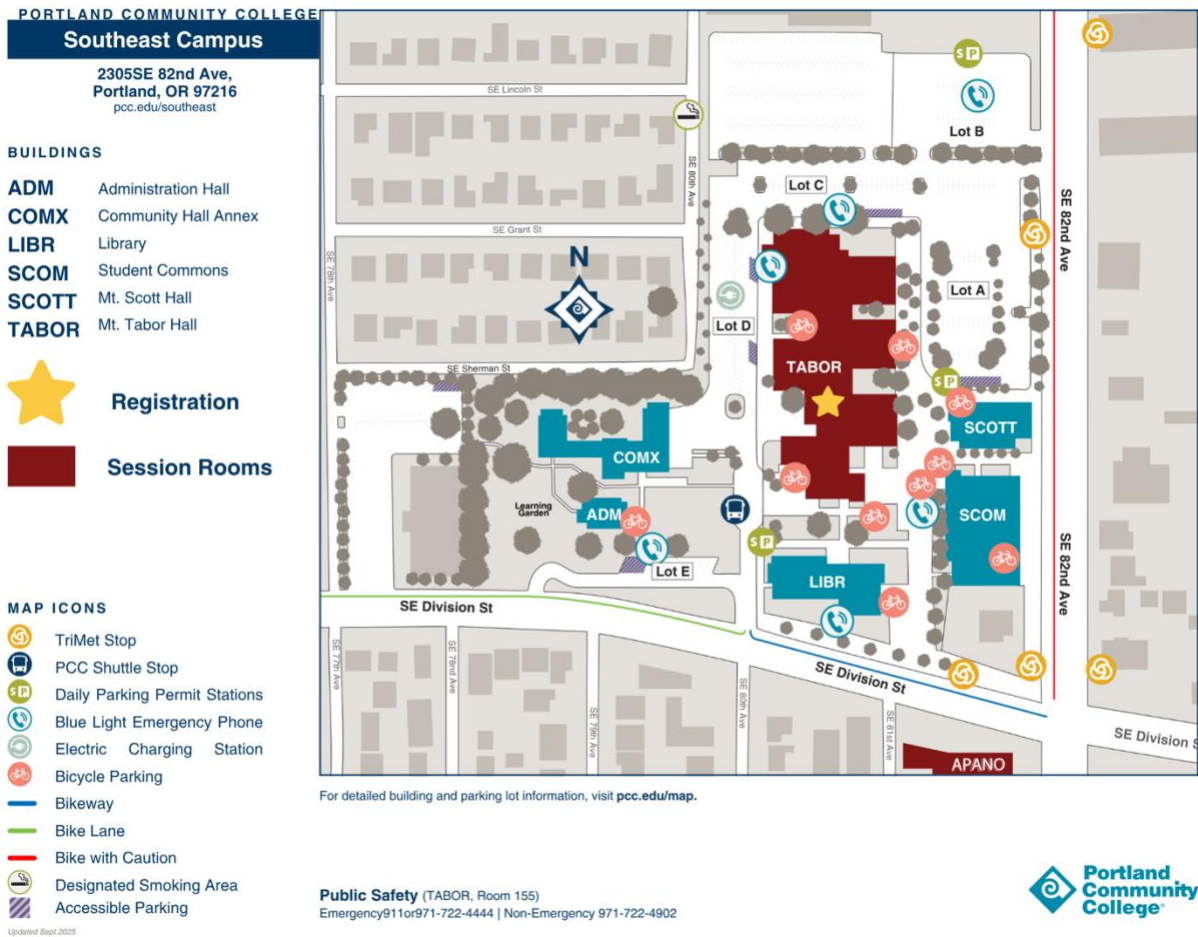 PORTLAND COMMUNITY COLLEGE
Southeast Campus
2305SE 82nd Ave,
Portland, OR 97216
pcc.edu/southeast
BUILDINGS
ADM Administration Hall
COMX Community Hall Annex
LIBR Library
SCOM Student Commons
SCOTT Mt. Scott Hall
TABOR Mt. Tabor Hall
Registration
Session Rooms
MAP ICONS
TriMet Stop
PCC Shuttle Stop
$ P Daily Parking Permit Stations
Blue Light Emergency Phone
Electric Charging Station
Bicycle Parking
Bikeway
Bike Lane
Bike with Caution
Designated Smoking Area
Accessible Parking
Updated Sept.2025
SE Lincoln St
$ P
Lot B
SE 80th Ave
Lot C
SE 82nd Ave
SE Grant St
SE 78th Ave
N
Lot A
Lot D
SE Sherman St
TABOR
$ P
SCOTT
COMX
Learning
Garden
ADM
SCOM
$ P
Lot E
LIBR
SE 82nd Ave
SE Division St
SE 77th Ave
SE 78nd Ave
SE 79th Ave
SE 80th Ave
SE Division St
SE 81st Ave
SE Division S
APANO
For detailed building and parking lot information, visit pcc.edu/map.
Public Safety (TABOR, Room 155)
Emergency911or971-722-4444 | Non-Emergency 971-722-4902
Portland
Community
College